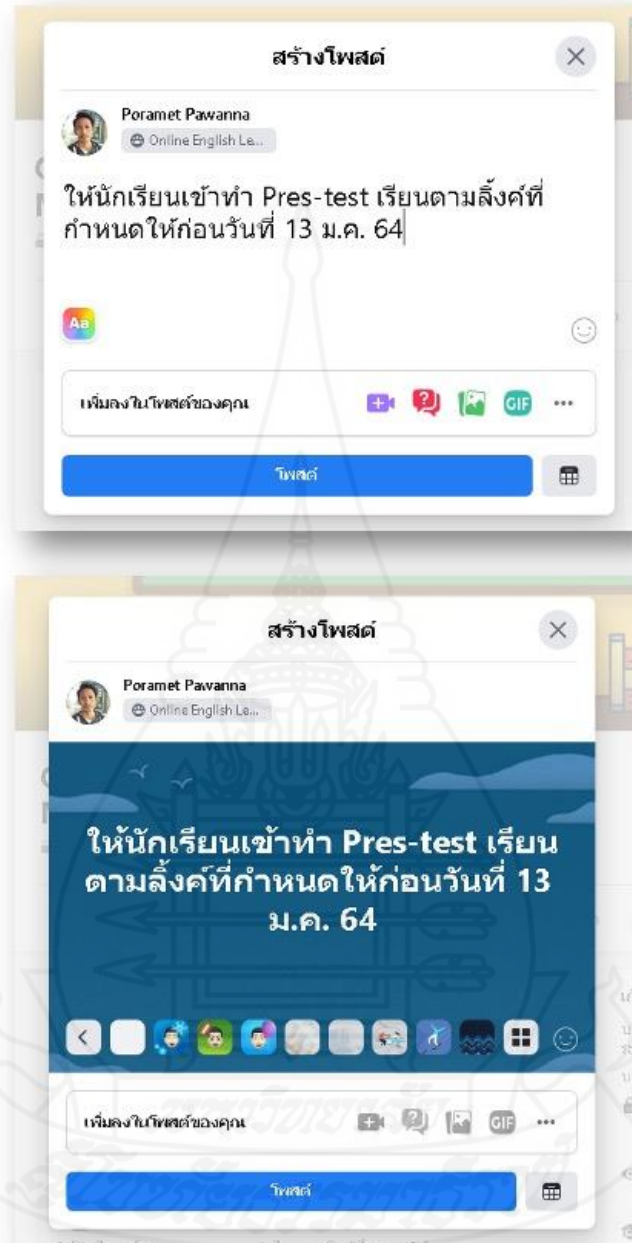 สร้างโพสต์
Poramet Pawanna
Online English Le...
ให้นักเรียนเข้าทำ Pres-test เรียนตามลิ้งค์ที่
กำหนดให้ก่อนวันที่ 13 ม.ค. 64
Aa
เพิ่มลงในโพสต์ของคุณ
GIF
โพสต์
สร้างโพสต์
Poramet Pawanna
Online English Le...
ให้นักเรียนเข้าทำ Pres-test เรียน
ตามลิ้งค์ที่กำหนดให้ก่อนวันที่ 13
ม.ค. 64
เพิ่มลงในโพสต์ของคุณ
GIF
โพสต์